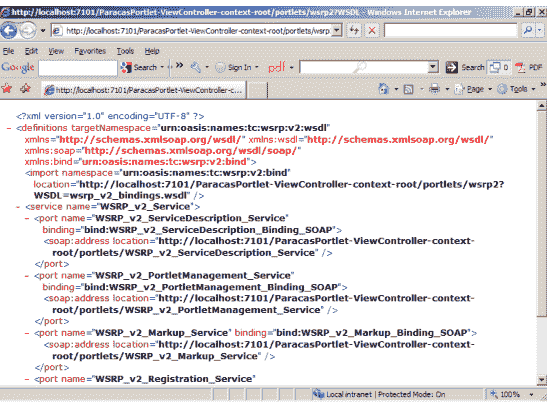 http://localhost:7101/ParacasPortlet-ViewController-context-root/portlets/wsrp2?WSDL - Windows Internet Explorer
http://localhost:7101/ParacasPortlet-ViewController-context-root/portlets/wsrp
File Edit View Favorites Tools Help
Google Search Sign In pdf Search PDF
http://localhost:7101/ParacasPortlet-ViewController-c... Page Tools
<?xml version="1.0" encoding="UTF-8" ?>
- <definitions targetNamespace="urn:oasis:names:tc:wsrp:v2:wsdl"
xmlns="http://schemas.xmlsoap.org/wsdl/" xmlns:wsdl="http://schemas.xmlsoap.org/wsdl/"
xmlns:soap="http://schemas.xmlsoap.org/wsdl/soap/"
xmlns:bind="urn:oasis:names:tc:wsrp:v2:bind">
<import namespace="urn:oasis:names:tc:wsrp:v2:bind"
location="http://localhost:7101/ParacasPortlet-ViewController-context-root/portlets/wsrp2?
WSDL=wsrp_v2_bindings.wsdl" />
- <service name="WSRP_v2_Service">
- <port name="WSRP_v2_ServiceDescription_Service"
binding="bind:WSRP_v2_ServiceDescription_Binding_SOAP">
<soap:address location="http://localhost:7101/ParacasPortlet-ViewController-context-
root/portlets/WSRP_v2_ServiceDescription_Service" />
</port>
- <port name="WSRP_v2_PortletManagement_Service"
binding="bind:WSRP_v2_PortletManagement_Binding_SOAP">
<soap:address location="http://localhost:7101/ParacasPortlet-ViewController-context-
root/portlets/WSRP_v2_PortletManagement_Service" />
</port>
- <port name="WSRP_v2_Markup_Service" binding="bind:WSRP_v2_Markup_Binding_SOAP">
<soap:address location="http://localhost:7101/ParacasPortlet-ViewController-context-
root/portlets/WSRP_v2_Markup_Service" />
</port>
- <port name="WSRP_v2_Registration_Service"
Local intranet | Protected Mode: On 100%